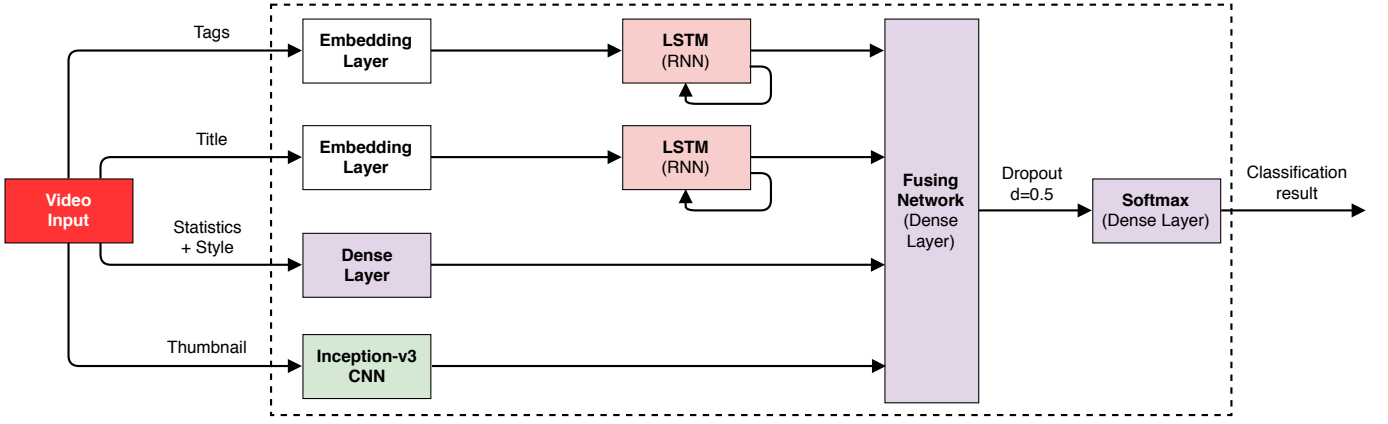 Tags
Embedding
Layer
LSTM
(RNN)
Title
Embedding
Layer
LSTM
(RNN)
Video
Input
Statistics
+ Style
Dense
Layer
Thumbnail
Inception-v3
CNN
Fusing
Network
(Dense
Layer)
Dropout
d=0.5
Softmax
(Dense Layer)
Classification
result